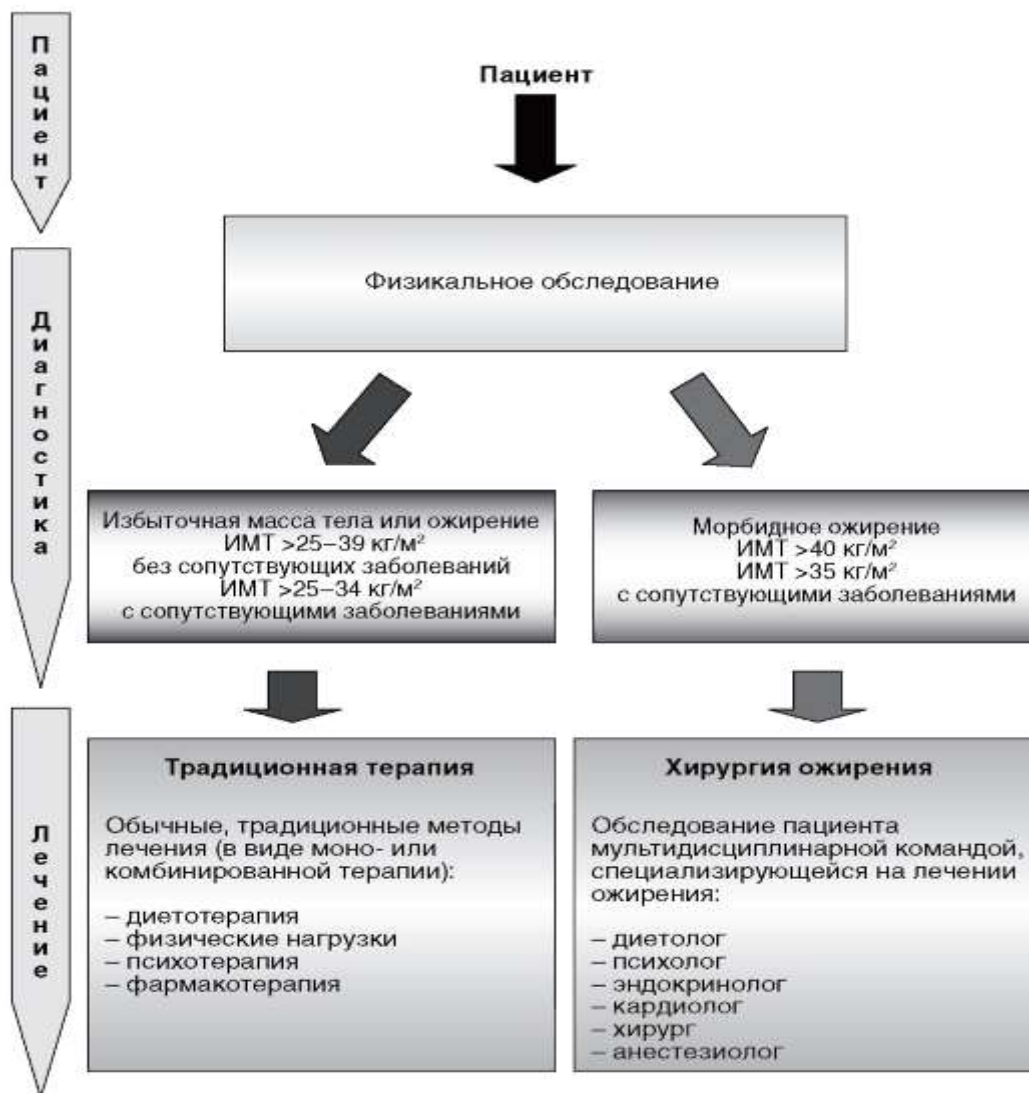 Пациент
Пациент
Физикальное обследование
Диагностика
Избыточная масса тела или ожирение
ИМТ >25–39 кг/м²
без сопутствующих заболеваний
ИМТ >25–34 кг/м²
с сопутствующими заболеваниями
Морбидное ожирение
ИМТ >40 кг/м²
ИМТ >35 кг/м²
с сопутствующими заболеваниями
Лечение
Традиционная терапия
Обычные, традиционные методы
лечения (в виде моно- или
комбинированной терапии):
– диетотерапия
– физические нагрузки
– психотерапия
– фармакотерапия
Хирургия ожирения
Обследование пациента
мультидисциплинарной командой,
специализирующейся на лечении
ожирения:
– диетолог
– психолог
– эндокринолог
– кардиолог
– хирург
– анестезиолог